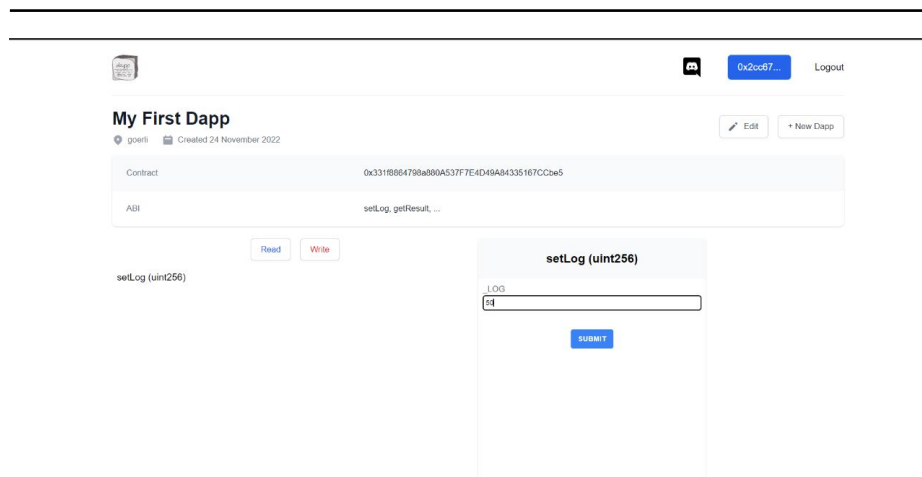 0x2cc67...
Logout
My First Dapp
goerli Created 24 November 2022
Edit
+ New Dapp
Contract 0x331f8864798a880A537F7E4D49A84335167CCbe5
ABI setLog, getResult, ...
Read Write
setLog (uint256)
setLog (uint256)
_LOG
50
SUBMIT